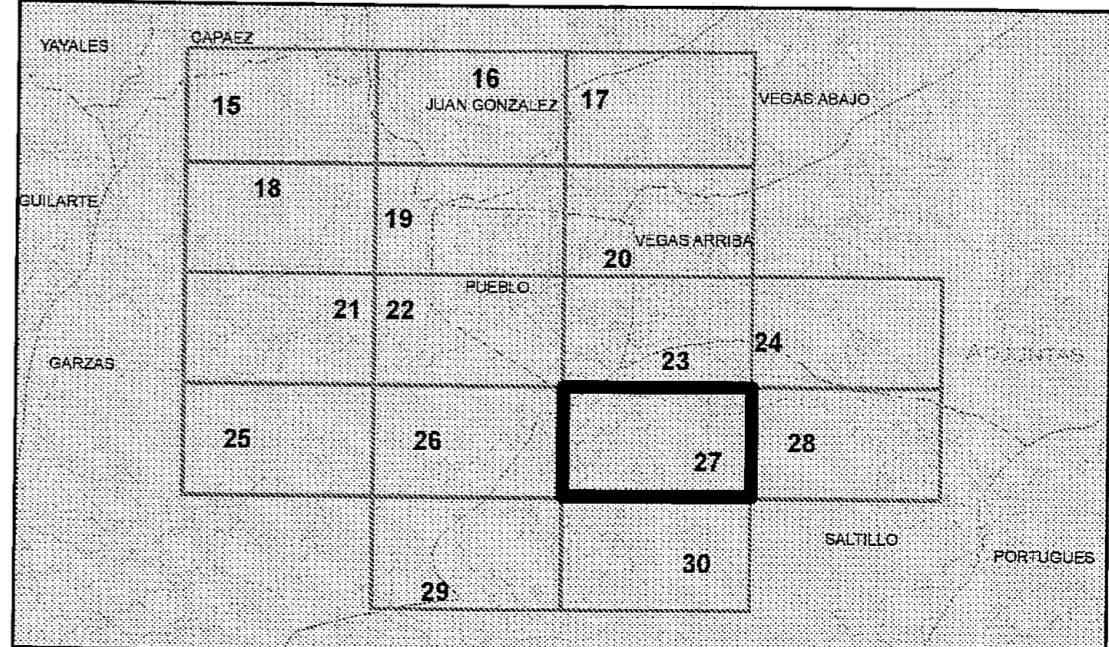 YAYALES
CAPAEZ
16
15
JUAN GONZALEZ
17
VEGAS ABAJO
18
GUILARTE
19
VEGAS ARRIBA
20
PUEBLO
21
22
24
ADJUNTAS
GARZAS
23
25
26
27
28
SALTILLO
PORTUGUES
30
29